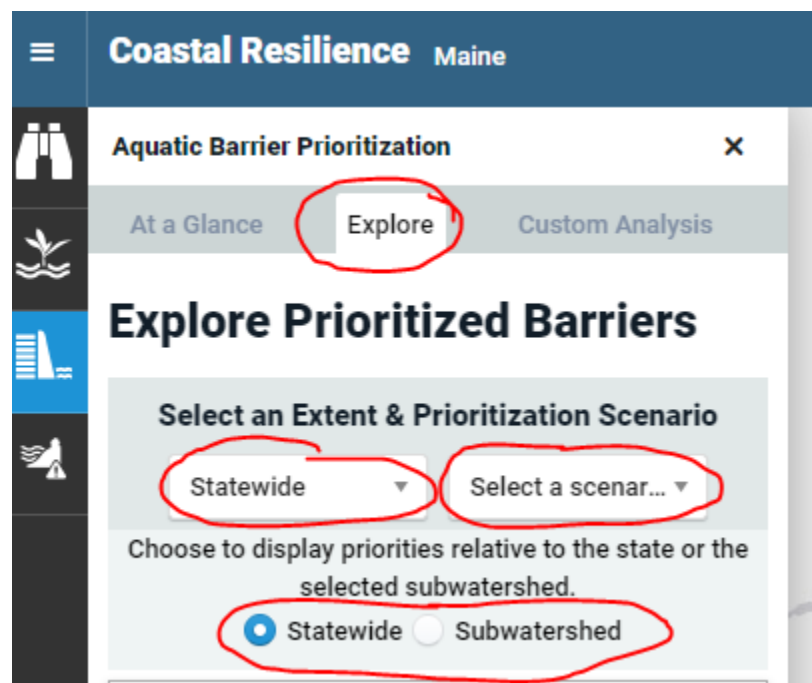 Coastal Resilience Maine
Aquatic Barrier Prioritization
At a Glance Explore Custom Analysis
Explore Prioritized Barriers
Select an Extent & Prioritization Scenario
Statewide Select a scenar...
Choose to display priorities relative to the state or the
selected subwatershed.
Statewide Subwatershed